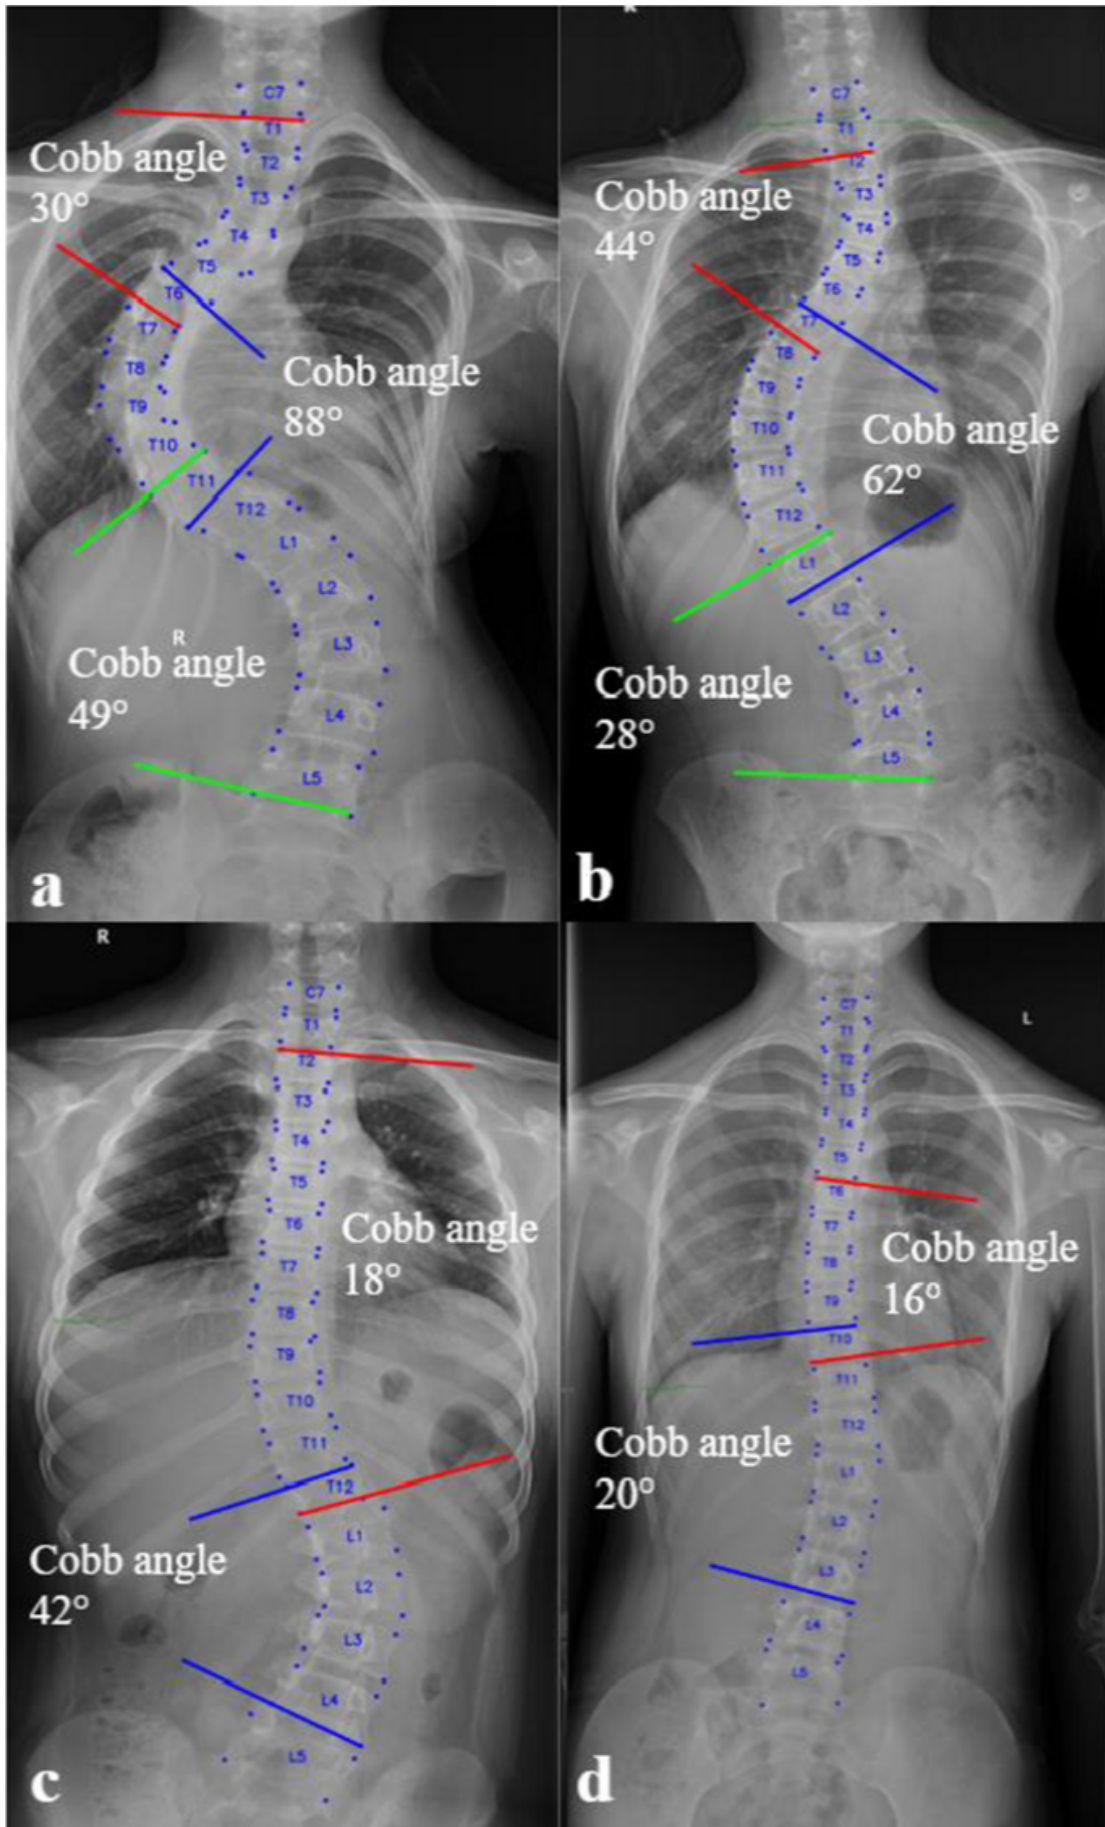 C7
T1
T2
T3
T4
T5
T6
T7
T8
T9
T10
T11
T12
L1
L2
L3
L4
L5
Cobb angle
30°
Cobb angle
88°
R
Cobb angle
49°
a
C7
T1
T2
T3
T4
T5
T6
T7
T8
T9
T10
T11
T12
L1
L2
L3
L4
L5
Cobb angle
44°
Cobb angle
62°
Cobb angle
28°
b
R
C7
T1
T2
T3
T4
T5
T6
T7
T8
T9
T10
T11
T12
L1
L2
L3
L4
L5
Cobb angle
18°
Cobb angle
42°
c
L
C7
T1
T2
T3
T4
T5
T6
T7
T8
T9
T10
T11
T12
L1
L2
L3
L4
L5
Cobb angle
16°
Cobb angle
20°
d